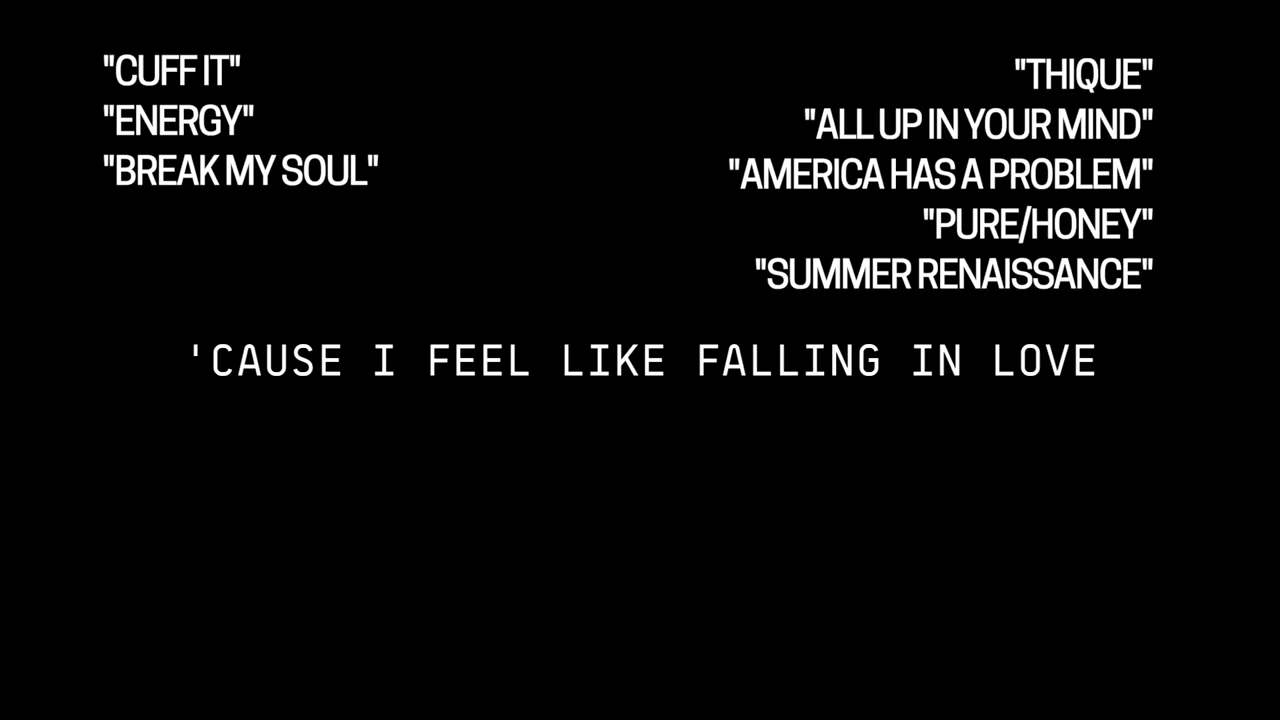 "CUFF IT"
"ENERGY"
"BREAK MY SOUL"
"THIQUE"
"ALL UP IN YOUR MIND"
"AMERICA HAS A PROBLEM"
"PURE/HONEY"
"SUMMER RENAISSANCE"
'CAUSE I FEEL LIKE FALLING IN LOVE